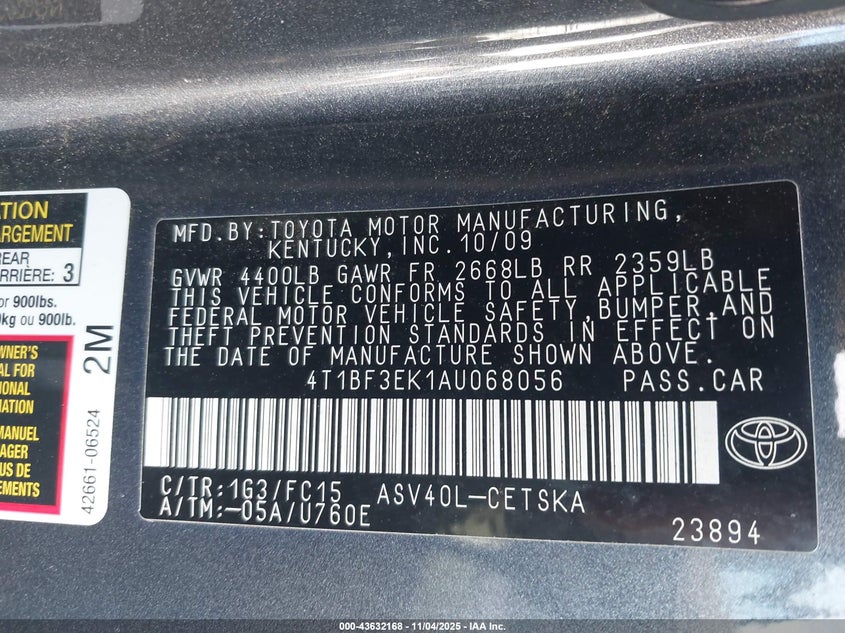 ATION
ARGEMENT
REAR
ARRIÈRE: 3
or 900lbs.
kg ou 900lb.
2M
OWNER'S
AL FOR
IONAL
MATION
MANUEL
AGER
US DE
EMENTS
42661-06524
MFD.BY:TOYOTA MOTOR MANUFACTURING,
KENTUCKY,INC.10/09
GVWR 4400LB GAWR FR 2668LB RR 2359LB
THIS VEHICLE CONFORMS TO ALL APPLICABLE
FEDERAL MOTOR VEHICLE SAFETY,BUMPER,AND
THEFT PREVENTION STANDARDS IN EFFECT ON
THE DATE OF MANUFACTURE SHOWN ABOVE.
4T1BF3EK1AU068056 PASS.CAR
C/TR:1G3/FC15 ASV40L-CETSKA
A/TM:-05A/U760E
23894
000-43632168 - 11/04/2025 - IAA Inc.